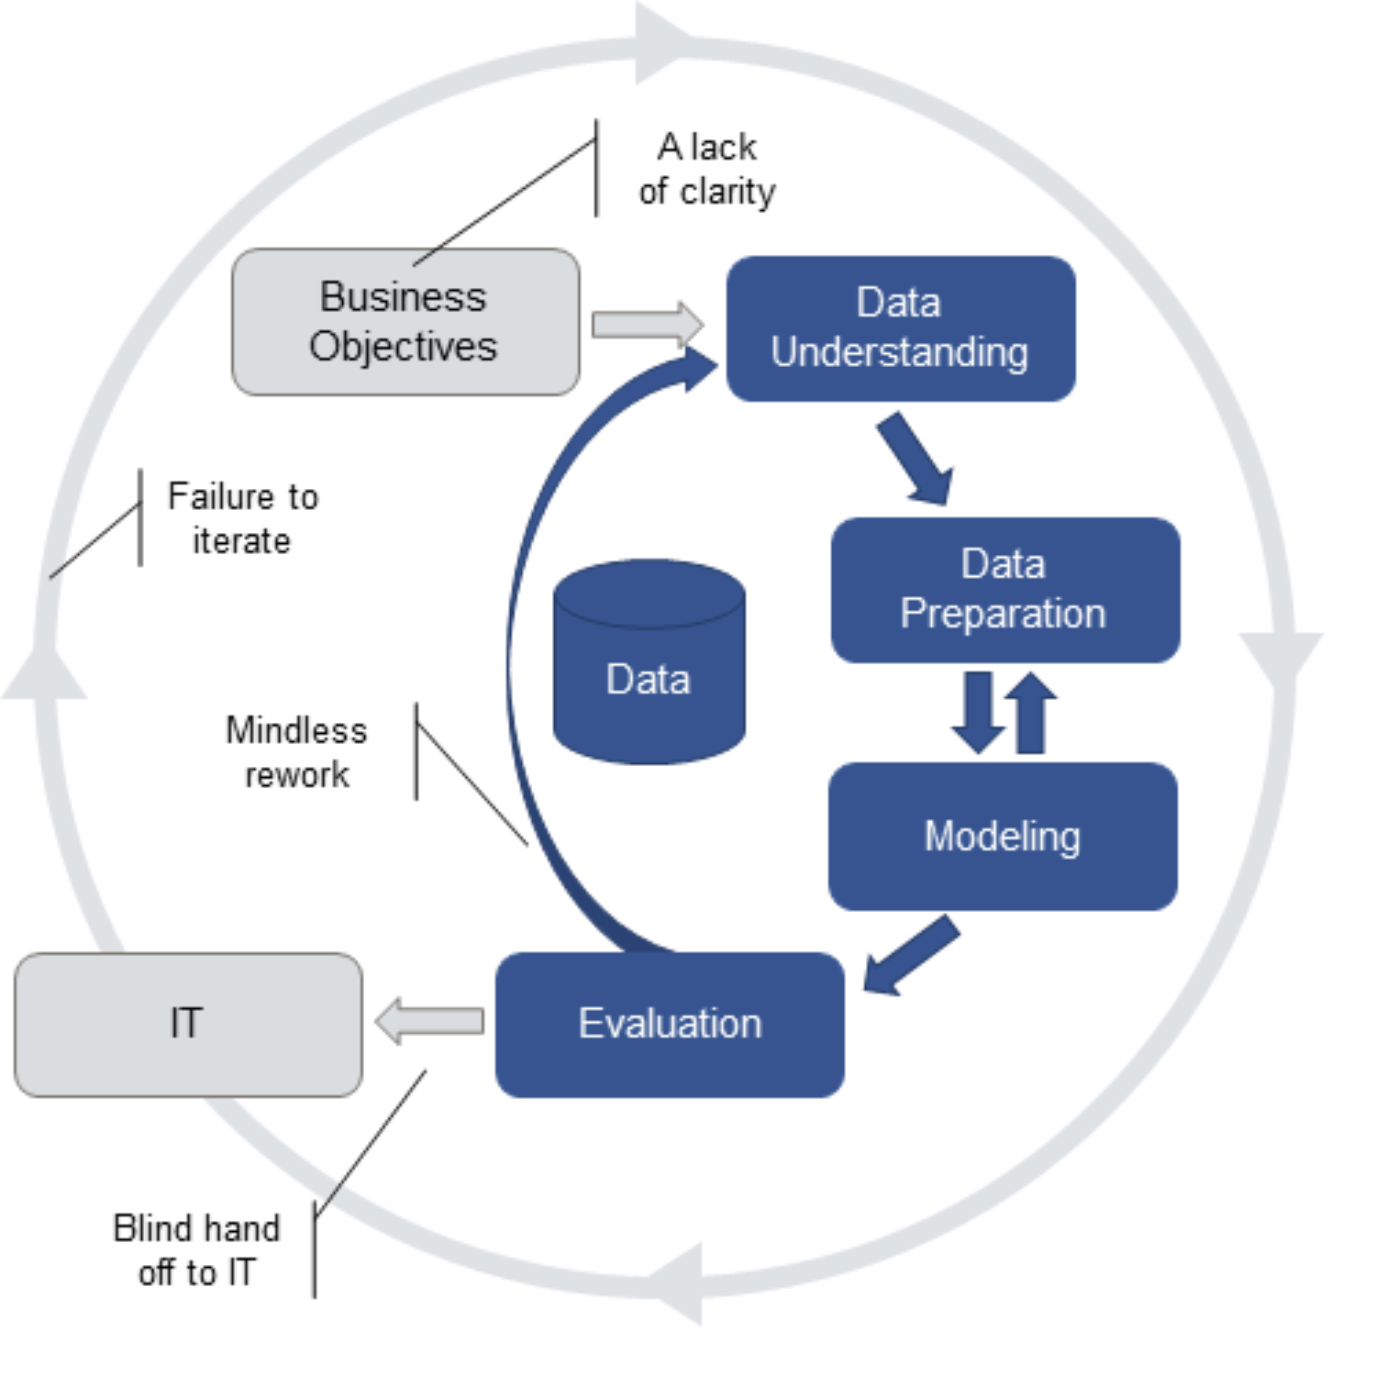 A lack
of clarity
Business
Objectives
Data
Understanding
Failure to
iterate
Data
Preparation
Data
Mindless
rework
Modeling
IT
Evaluation
Blind hand
off to IT